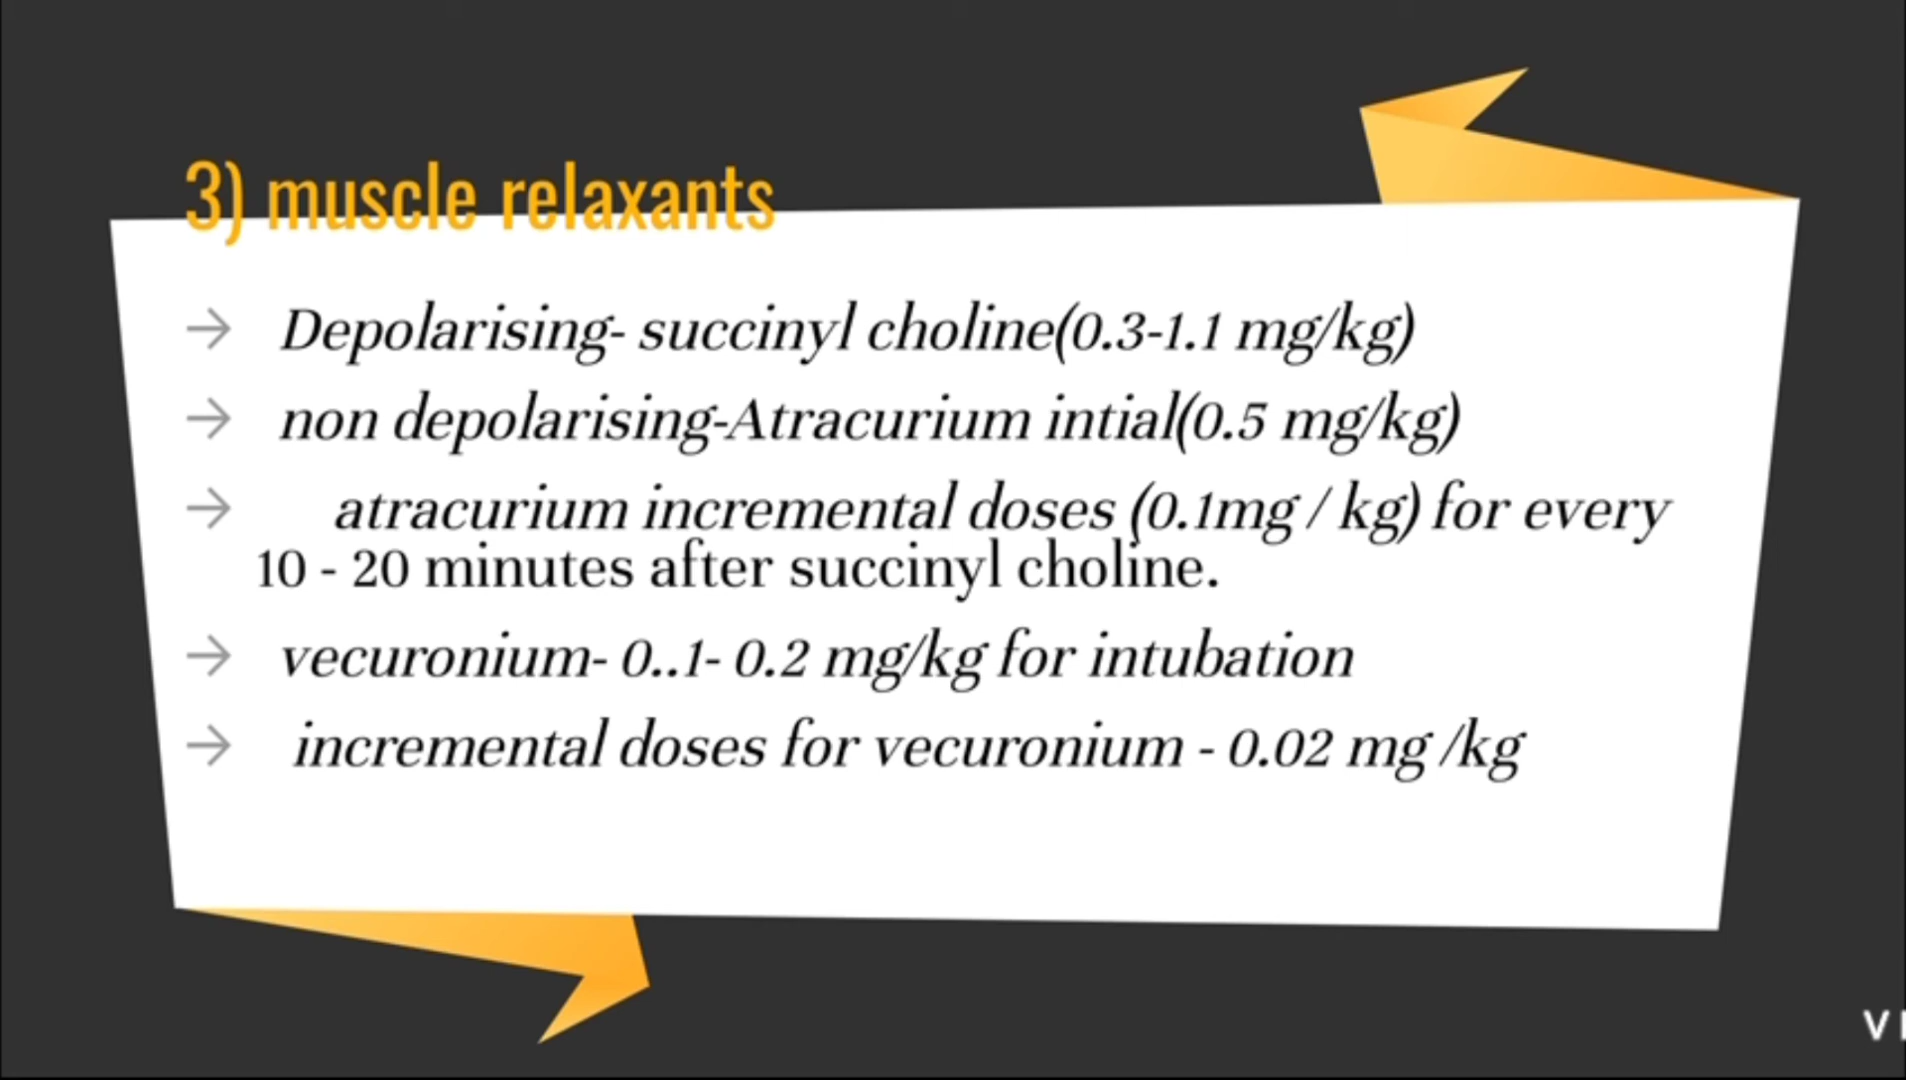 3) muscle relaxants
→ Depolarising- succinyl choline(0.3-1.1 mg/kg)
→ non depolarising-Atracurium intial(0.5 mg/kg)
→ atracurium incremental doses (0.1mg / kg) for every
10 - 20 minutes after succinyl choline.
→ vecuronium- 0..1- 0.2 mg/kg for intubation
→ incremental doses for vecuronium - 0.02 mg /kg